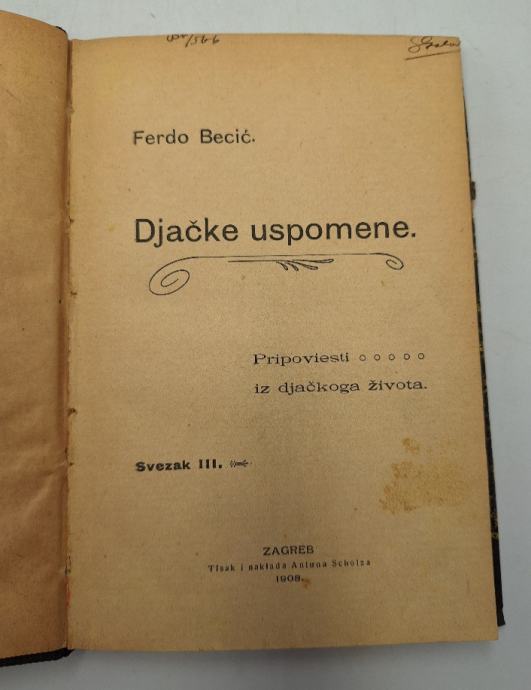 Ferdo Becić.
Djačke uspomene.
Pripoviesti
iz djačkoga života.
Svezak III.
ZAGREB
Tisak i naklada Antuna Scholza
1908.